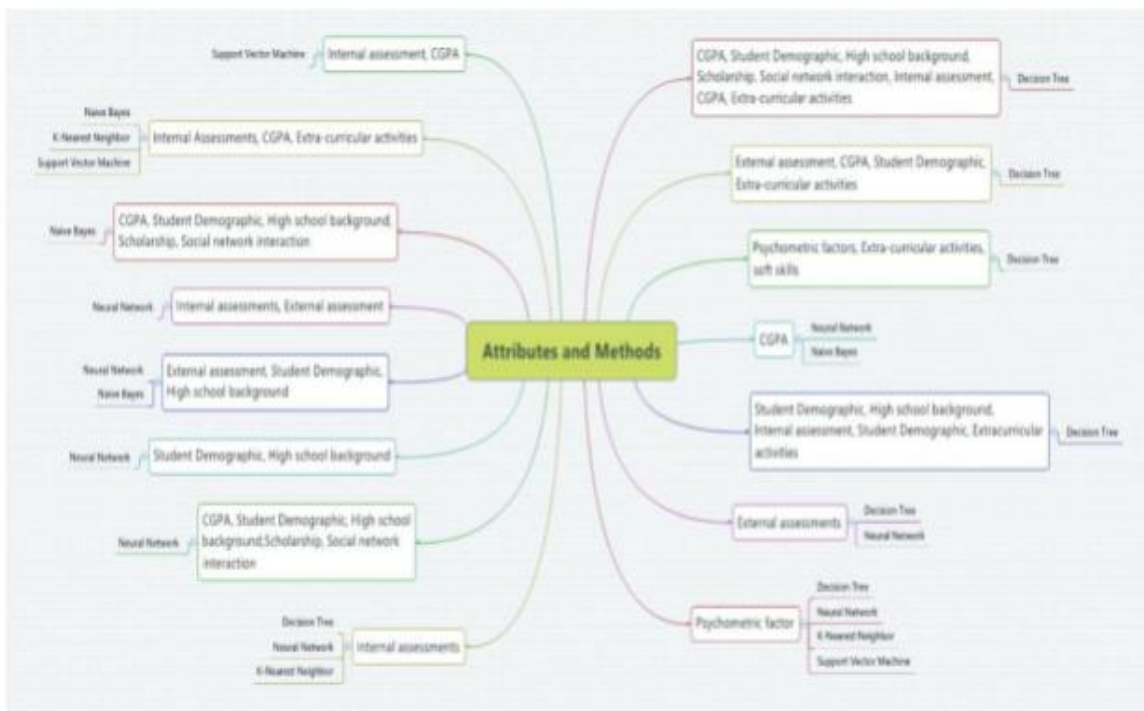 Support Vector Machine
Internal assessment, CGPA
Naive Bayes
K-Nearest Neighbor
Support Vector Machine
Internal Assessments, CGPA, Extra-curricular activities
Naive Bayes
CGPA, Student Demographic, High school background,
Scholarship, Social network interaction
Neural Network
Internal assessments, External assessment
Neural Network
Naive Bayes
External assessment, Student Demographic,
High school background
Neural Network
Student Demographic, High school background
Neural Network
CGPA, Student Demographic, High school
background,Scholarship, Social network
interaction
Decision Tree
Neural Network
K-Nearest Neighbor
Internal assessments
Attributes and Methods
CGPA, Student Demographic, High school background,
Scholarship, Social network interaction, Internal assessment,
CGPA, Extra-curricular activities
Decision Tree
External assessment, CGPA, Student Demographic,
Extra-curricular activities
Decision Tree
Psychometric factors, Extra-curricular activities,
soft skills
Decision Tree
CGPA
Neural Network
Naive Bayes
Student Demographic, High school background,
Internal assessment, Student Demographic, Extracurricular
activities
Decision Tree
External assessments
Decision Tree
Neural Network
Psychometric factor
Decision Tree
Neural Network
K-Nearest Neighbor
Support Vector Machine